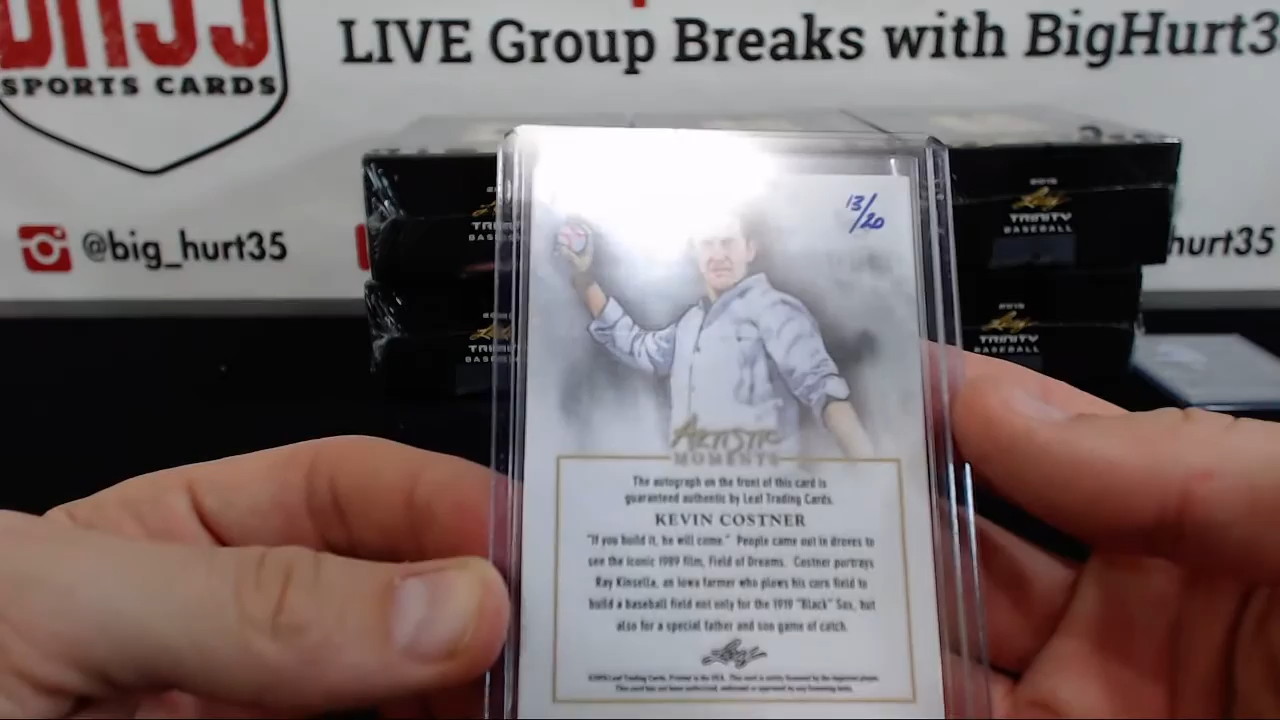 BH35
SPORTS CARDS
LIVE Group Breaks with BigHurt3
@big_hurt35
hurt35
Leaf
TRINITY
BASEBALL
Leaf
TRINITY
BASEBALL
13/20
ARTISTIC
MOMENTS
The autograph on the front of this card is
guaranteed authentic by Leaf Trading Cards.
KEVIN COSTNER
"If you build it, he will come." People came out in droves to
see the iconic 1989 film, Field of Dreams. Costner portrays
Ray Kinsella, an Iowa farmer who plows his corn field to
build a baseball field not only for the 1919 "Black" Sox, but
also for a special father and son game of catch.
Leaf